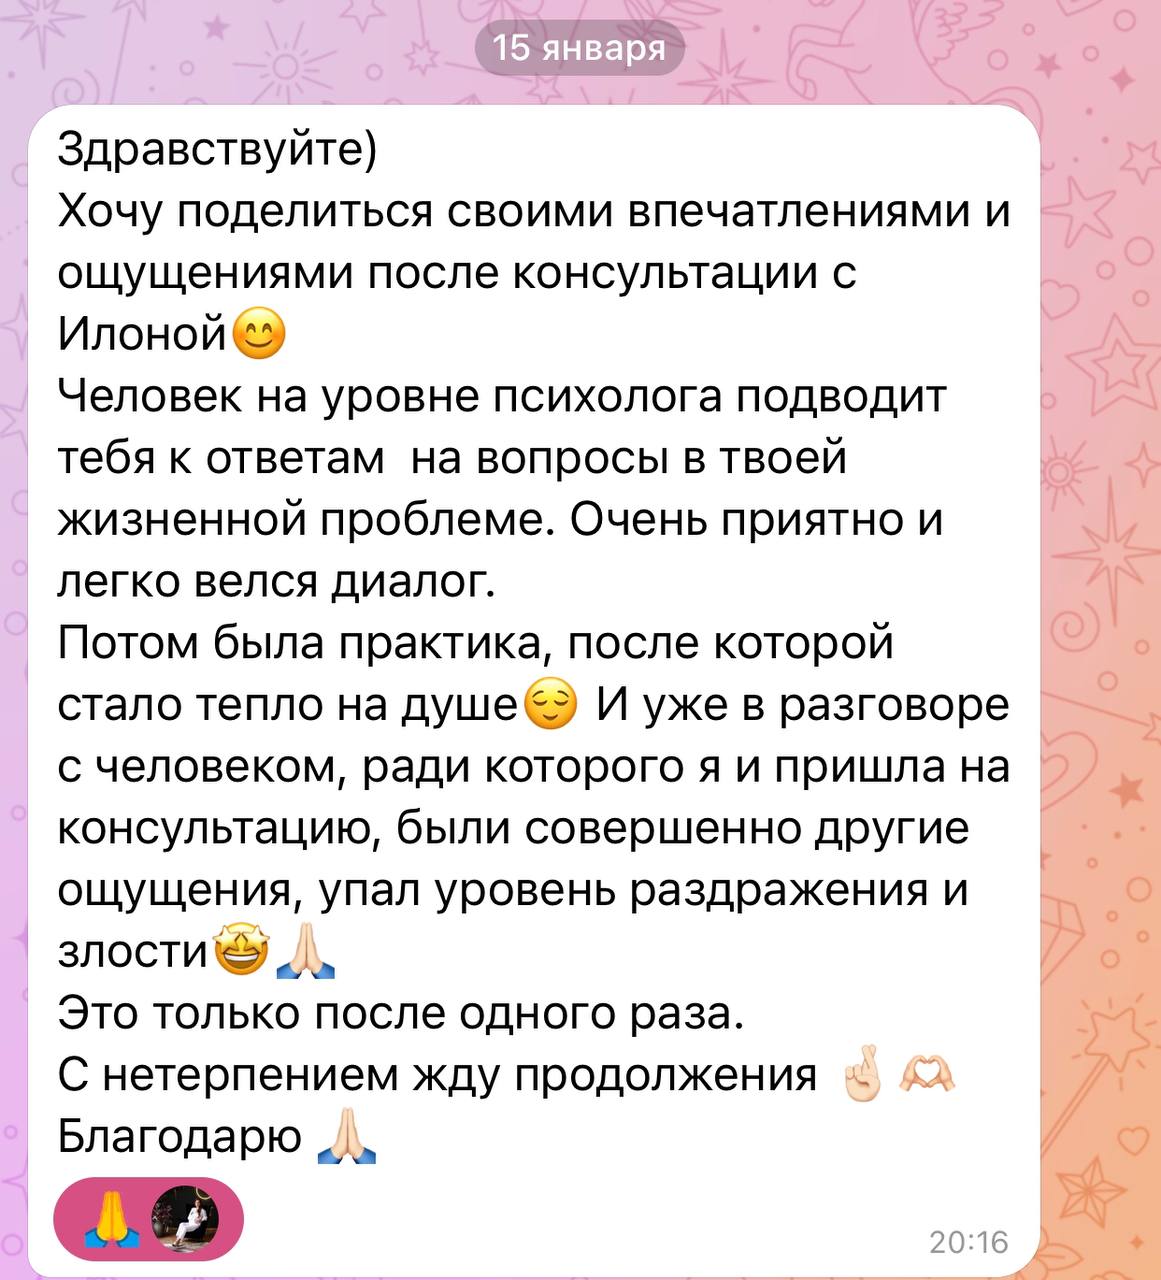 15 января
Здравствуйте)
Хочу поделиться своими впечатлениями и
ощущениями после консультации с
Илоной😊
Человек на уровне психолога подводит
тебя к ответам  на вопросы в твоей
жизненной проблеме. Очень приятно и
легко велся диалог.
Потом была практика, после которой
стало тепло на душе😌 И уже в разговоре
с человеком, ради которого я и пришла на
консультацию, были совершенно другие
ощущения, упал уровень раздражения и
злости🤩🙏🏻
Это только после одного раза.
С нетерпением жду продолжения 🤞🏻🫶🏻
Благодарю 🙏🏻
🙏
20:16